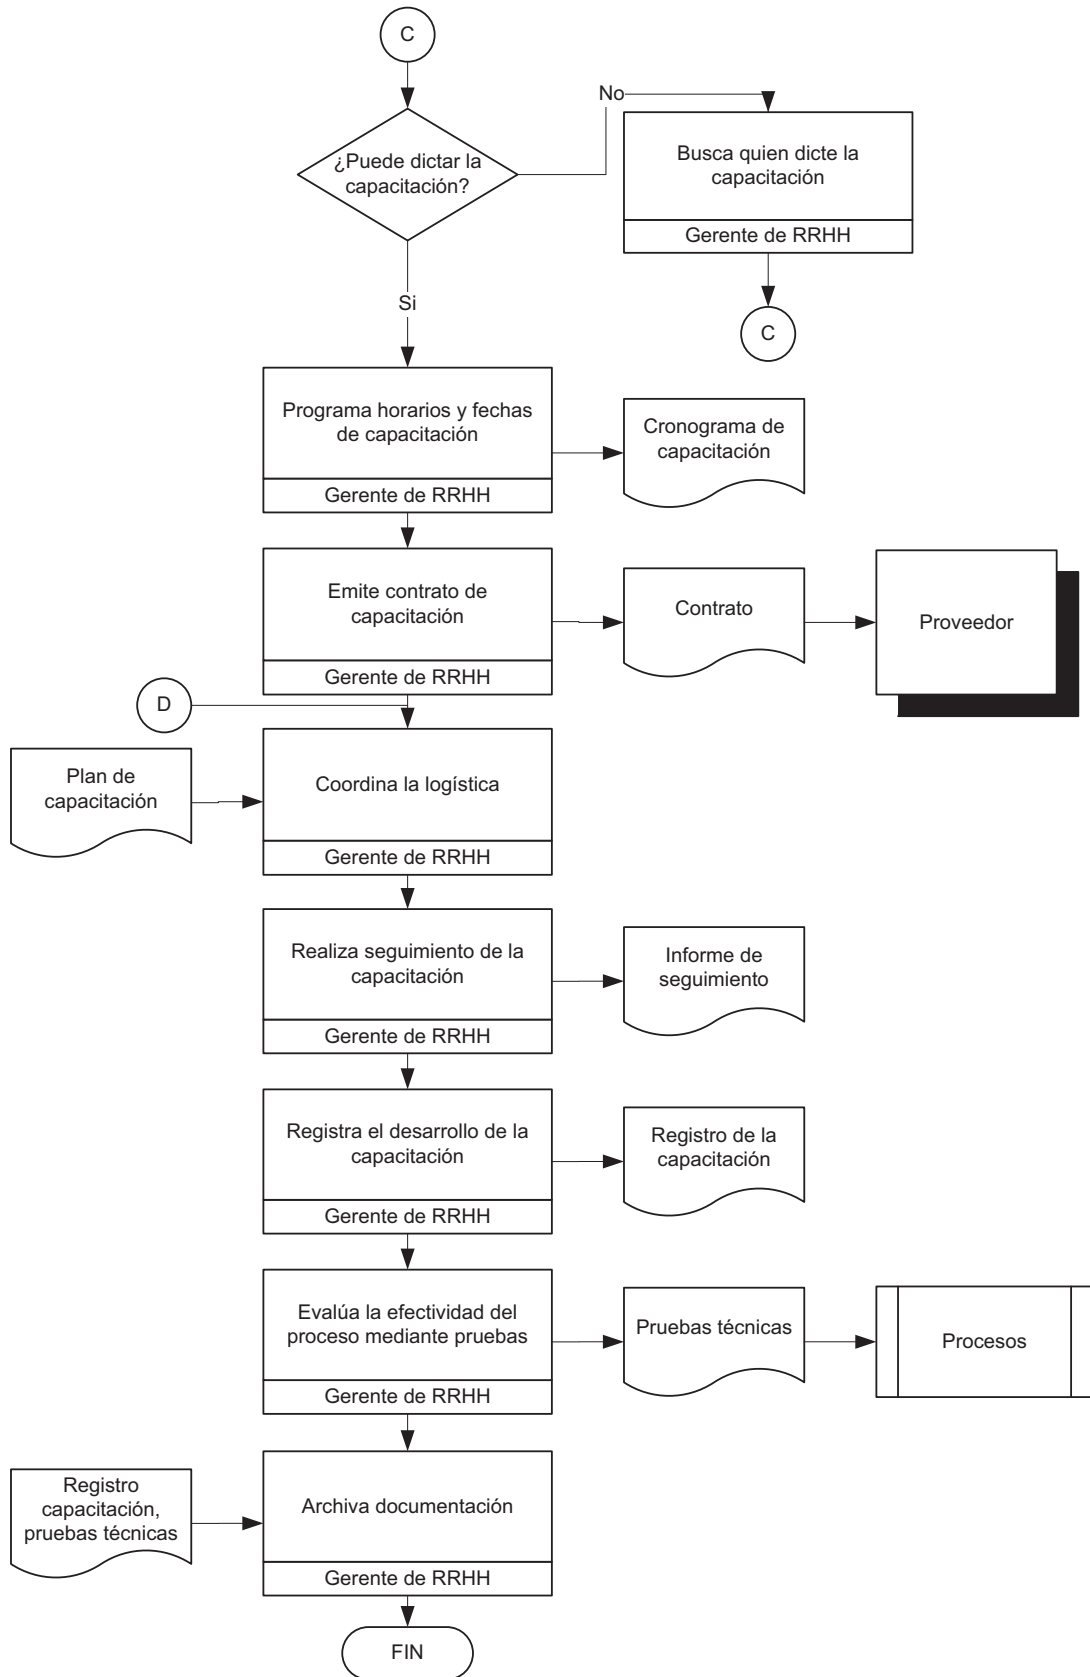 C
¿Puede dictar la
capacitación?
No
Busca quien dicte la
capacitación
Gerente de RRHH
C
Si
Programa horarios y fechas
de capacitación
Gerente de RRHH
Cronograma de
capacitación
Emite contrato de
capacitación
Gerente de RRHH
Contrato
Proveedor
D
Plan de
capacitación
Coordina la logística
Gerente de RRHH
Realiza seguimiento de la
capacitación
Gerente de RRHH
Informe de
seguimiento
Registra el desarrollo de la
capacitación
Gerente de RRHH
Registro de la
capacitación
Evalúa la efectividad del
proceso mediante pruebas
Gerente de RRHH
Pruebas técnicas
Procesos
Registro
capacitación,
pruebas técnicas
Archiva documentación
Gerente de RRHH
FIN